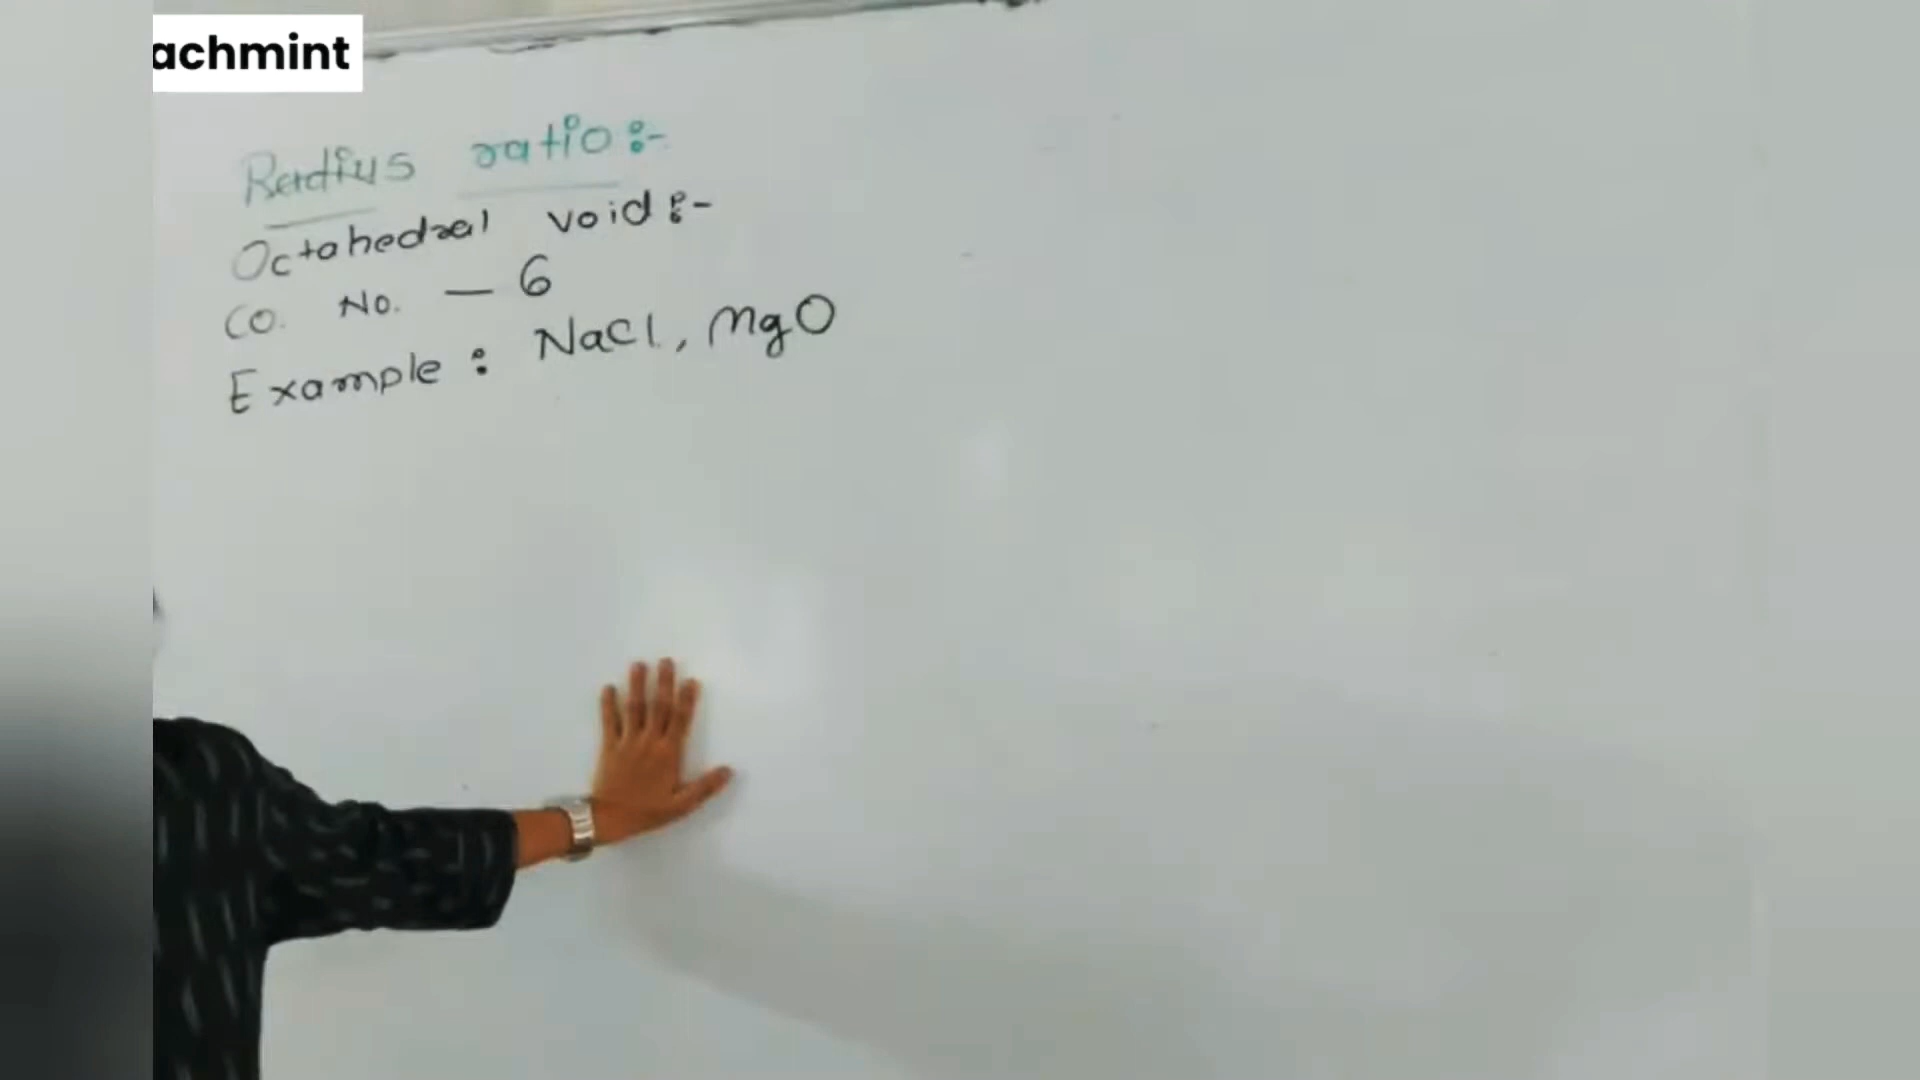 achmint
Radius ratio :-
Octahedral void :-
CO. No. — 6
Example : NaCl, MgO